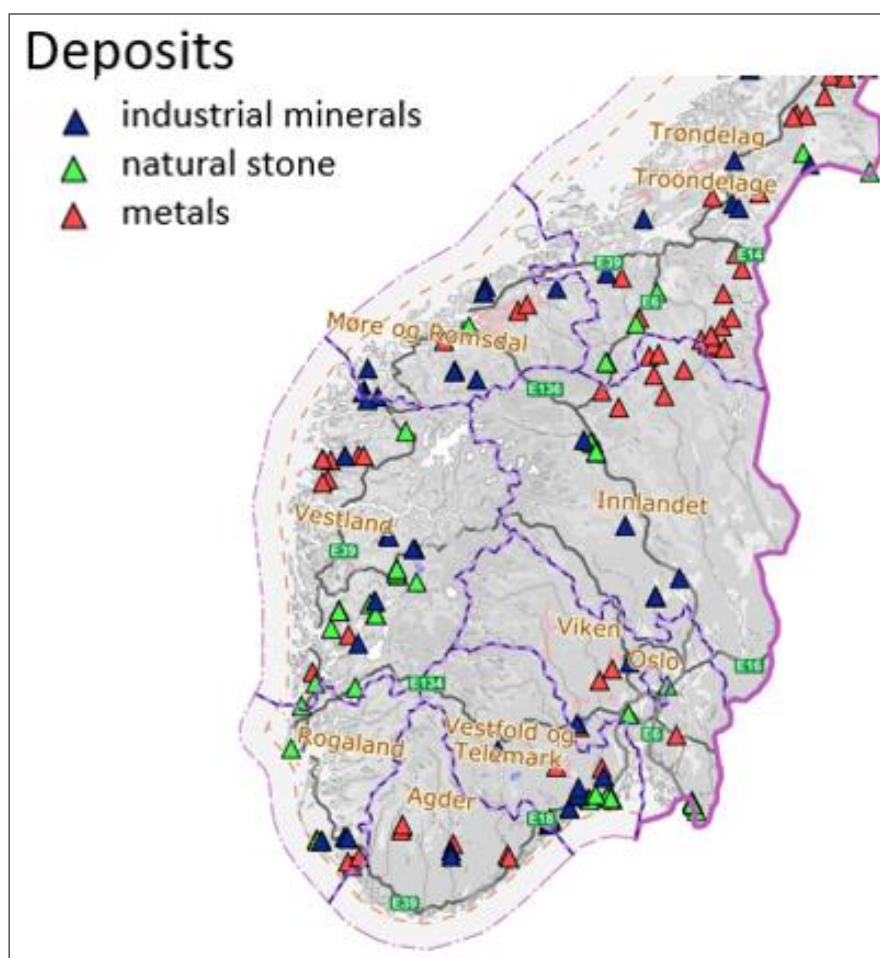 Deposits
industrial minerals
natural stone
metals
Trøndelag
Trööndelage
E14
E39
E6
Møre og Romsdal
E136
Innlandet
Vestland
E39
Viken
Oslo
E16
E134
Vestfold og
Telemark
E6
Rogaland
Agder
E18
E39